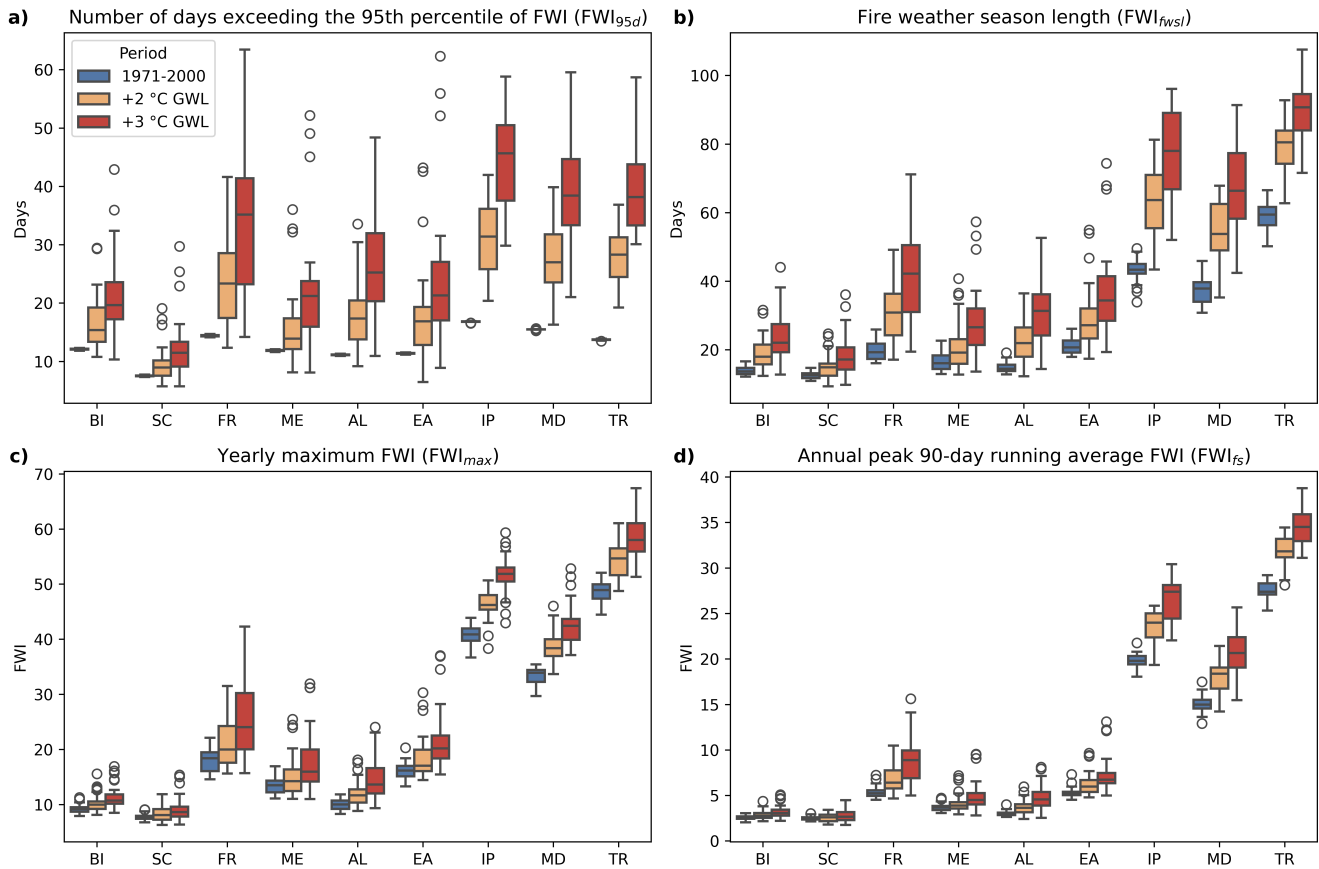 a) Number of days exceeding the 95th percentile of FWI (FWI95d)
Days
60
50
40
30
20
10
Period
1971-2000
+2 °C GWL
+3 °C GWL
BI SC FR ME AL EA IP MD TR
b) Fire weather season length (FWIfwsl)
Days
100
80
60
40
20
BI SC FR ME AL EA IP MD TR
c) Yearly maximum FWI (FWImax)
FWI
70
60
50
40
30
20
10
BI SC FR ME AL EA IP MD TR
d) Annual peak 90-day running average FWI (FWIfs)
FWI
40
35
30
25
20
15
10
5
0
BI SC FR ME AL EA IP MD TR